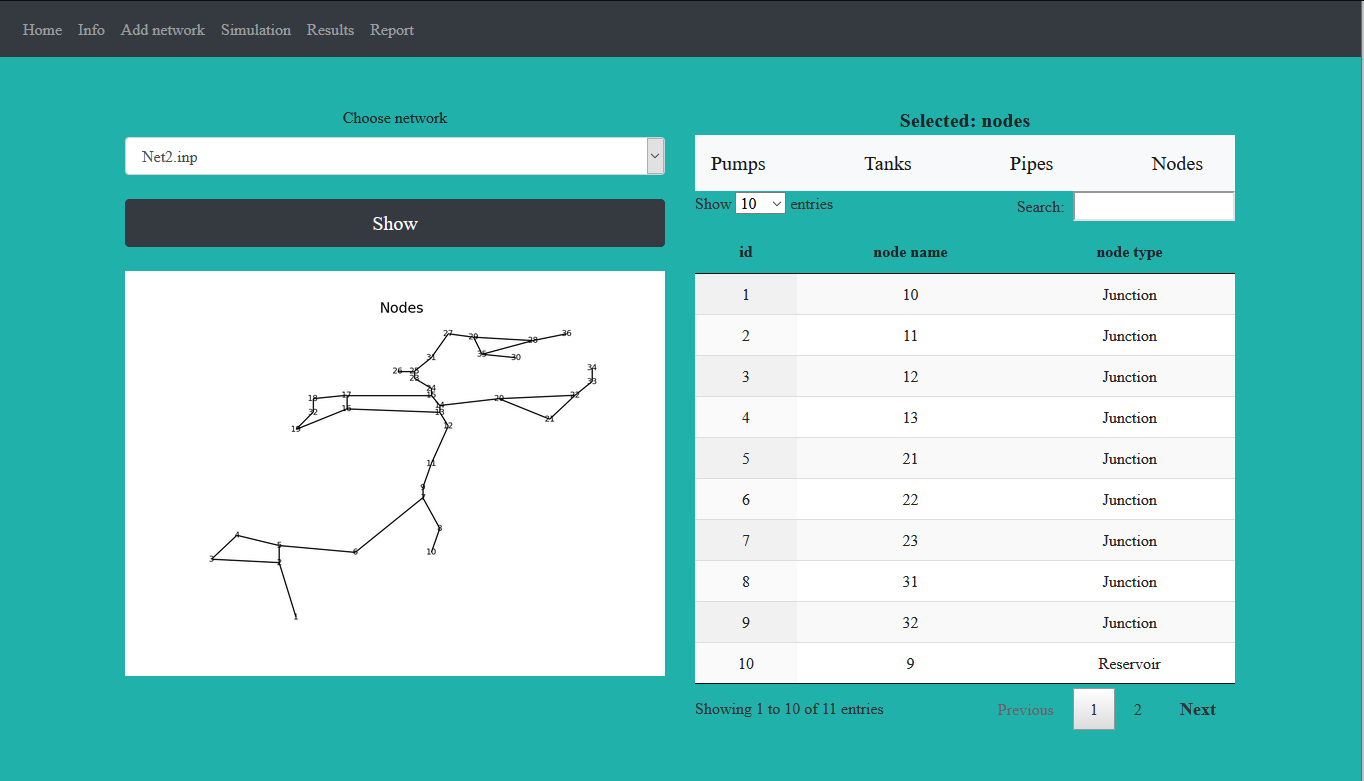 Home Info Add network Simulation Results Report
Choose network
Net2.inp
Show
Nodes
27 29 28 36
31 35 30
26 25 34
23 33
24
18 17 16 20 22
32 15 14
13 21
19 12
11
9
7
8
4 5 6 10
3 2
1
Selected: nodes
Pumps Tanks Pipes Nodes
Show 10 entries Search:
id node name node type
1 10 Junction
2 11 Junction
3 12 Junction
4 13 Junction
5 21 Junction
6 22 Junction
7 23 Junction
8 31 Junction
9 32 Junction
10 9 Reservoir
Showing 1 to 10 of 11 entries Previous 1 2 Next